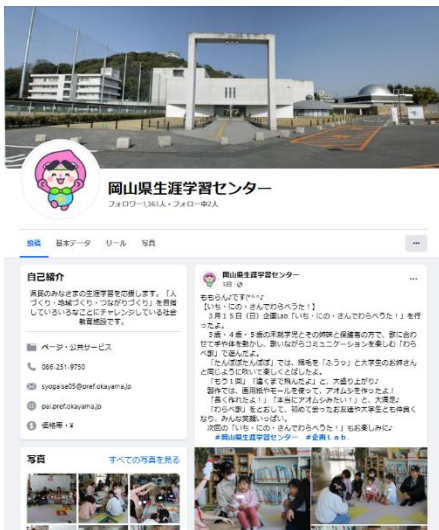 岡山県生涯学習センター
フォロワー1,363人・フォロー中2人
投稿 基本データ リール 写真
自己紹介
県民のみなさまの生涯学習を応援します。「人
づくり・地域づくり・つながりづくり」を目指
していろいろなことにチャレンジしている社会
教育施設です。
ページ・公共サービス
086-251-9750
syogaise05@pref.okayama.jp
pal.pref.okayama.jp
価格帯・¥
写真
すべての写真を見る
岡山県生涯学習センター
3日
ももらん♪です(*^^♪
【いち・にの・さんでわらべうた！】
３月１５日（日）企画Lab「いち・にの・さんでわらべうた！」を行
ったよ。
３歳・４歳・５歳の未就学児とその姉妹と保護者の方で、歌に合わ
せて手や体を動かし、歌いながらコミュニケーションを楽しむ「わら
べ歌」で遊んだよ。
「たんぽぽたんぽぽ」では、綿毛を「ふうっ」と大学生のお姉さん
と同じように吹いて楽しくとばしたよ。
「もう１回」「遠くまで飛んだよ」と、大盛り上がり♪
製作では、画用紙やモールを使って、アオムシを作ったよ！
「長く作れたよ！」「本当にアオムシみたい！」と、大満足♪
「わらべ歌」をとおして、初めて会ったお友達や大学生とも仲良く
なり、みんな笑顔いっぱい。
次回の「いち・にの・さんでわらべうた！」もお楽しみに♪
#岡山県生涯学習センター #企画Ｌａｂ.